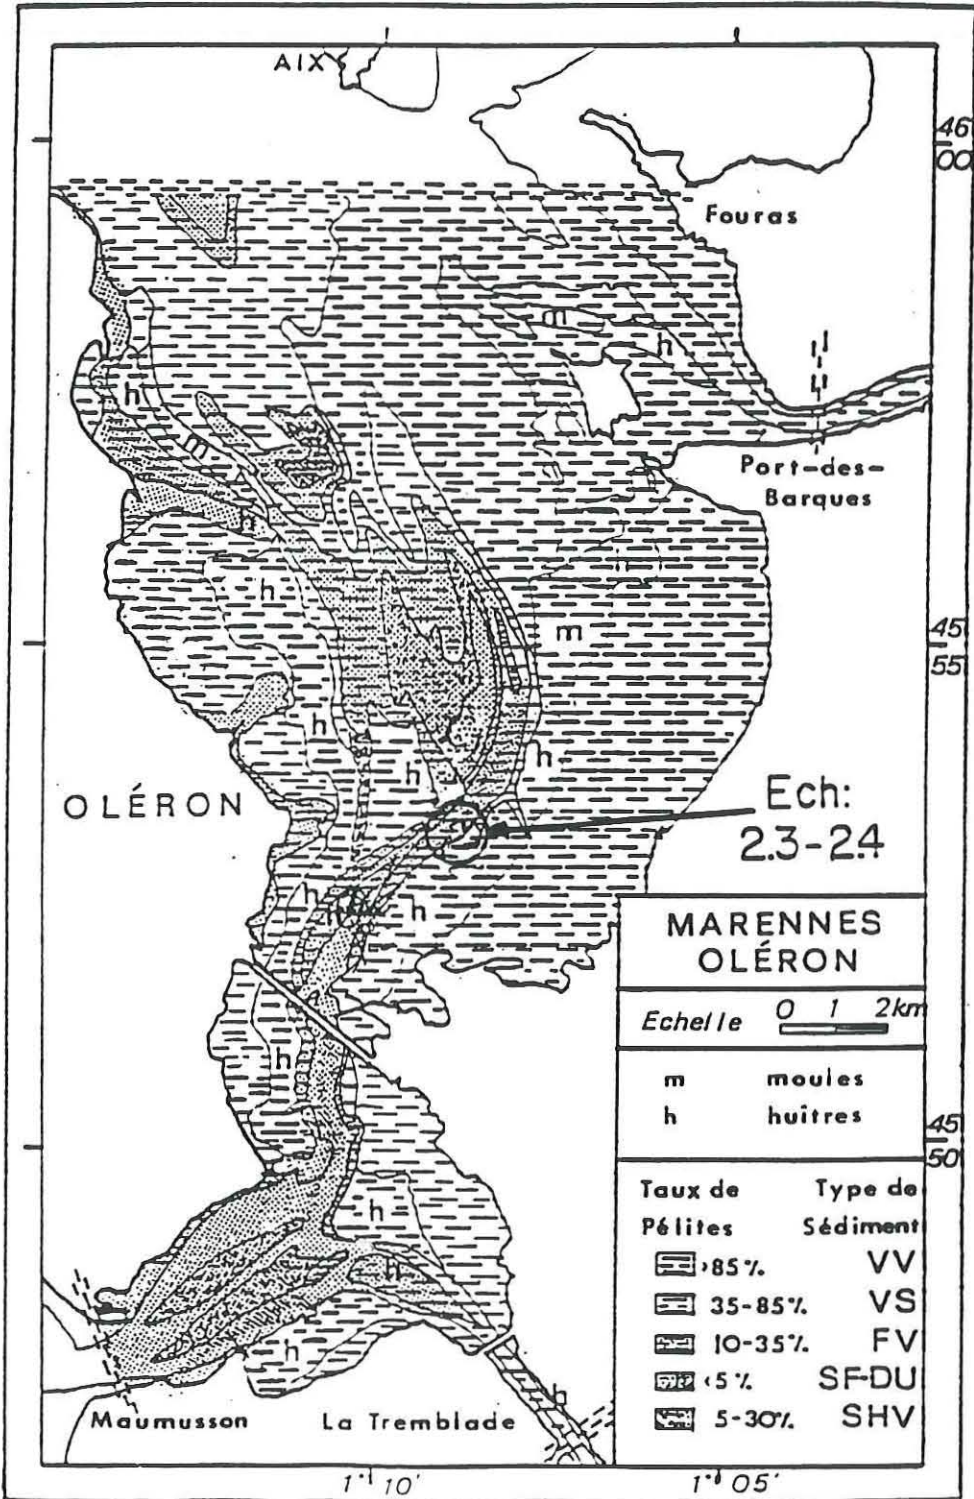 AIX
46
00
Fouras
m
h
h
m
Port-des-
Barques
h
h
m
45
55
h
h
h
OLÉRON
Ech:
2.3-2.4
h
h
h
MARENNES
OLÉRON
Echelle 0 1 2km
h
m moules
h huîtres
45
50
Taux de Type de
Pélites Sédiment
h
h
>85% VV
35-85% VS
10-35% FV
<5% SF-DU
5-30% SHV
h
h
Maumusson La Tremblade
1° 10' 1° 05'